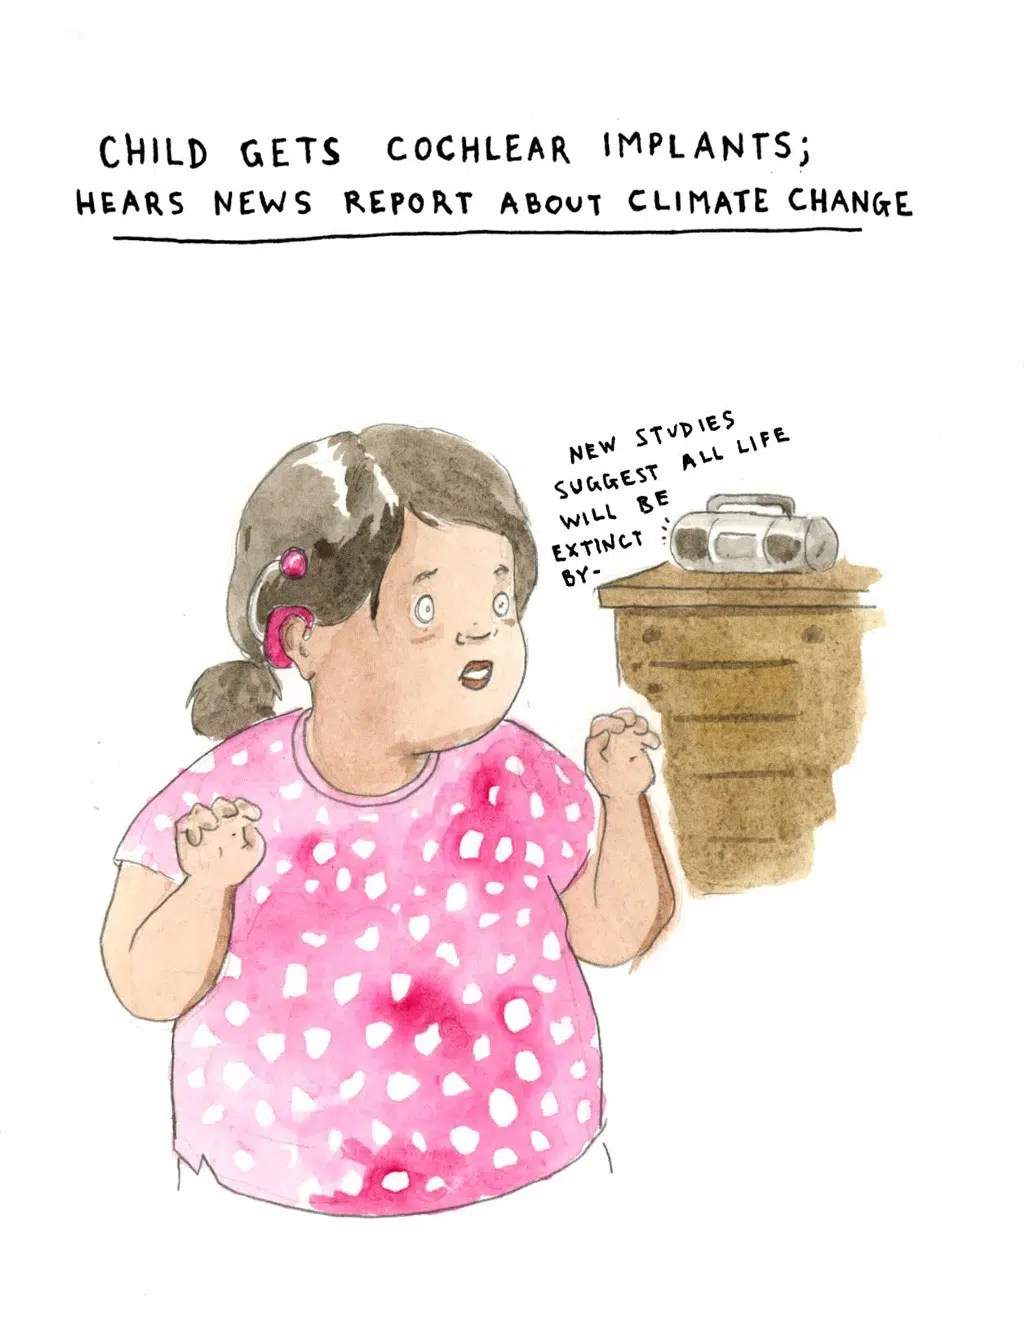 CHILD GETS COCHLEAR IMPLANTS;
HEARS NEWS REPORT ABOUT CLIMATE CHANGE
NEW STUDIES
SUGGEST ALL LIFE
WILL BE
EXTINCT
BY-